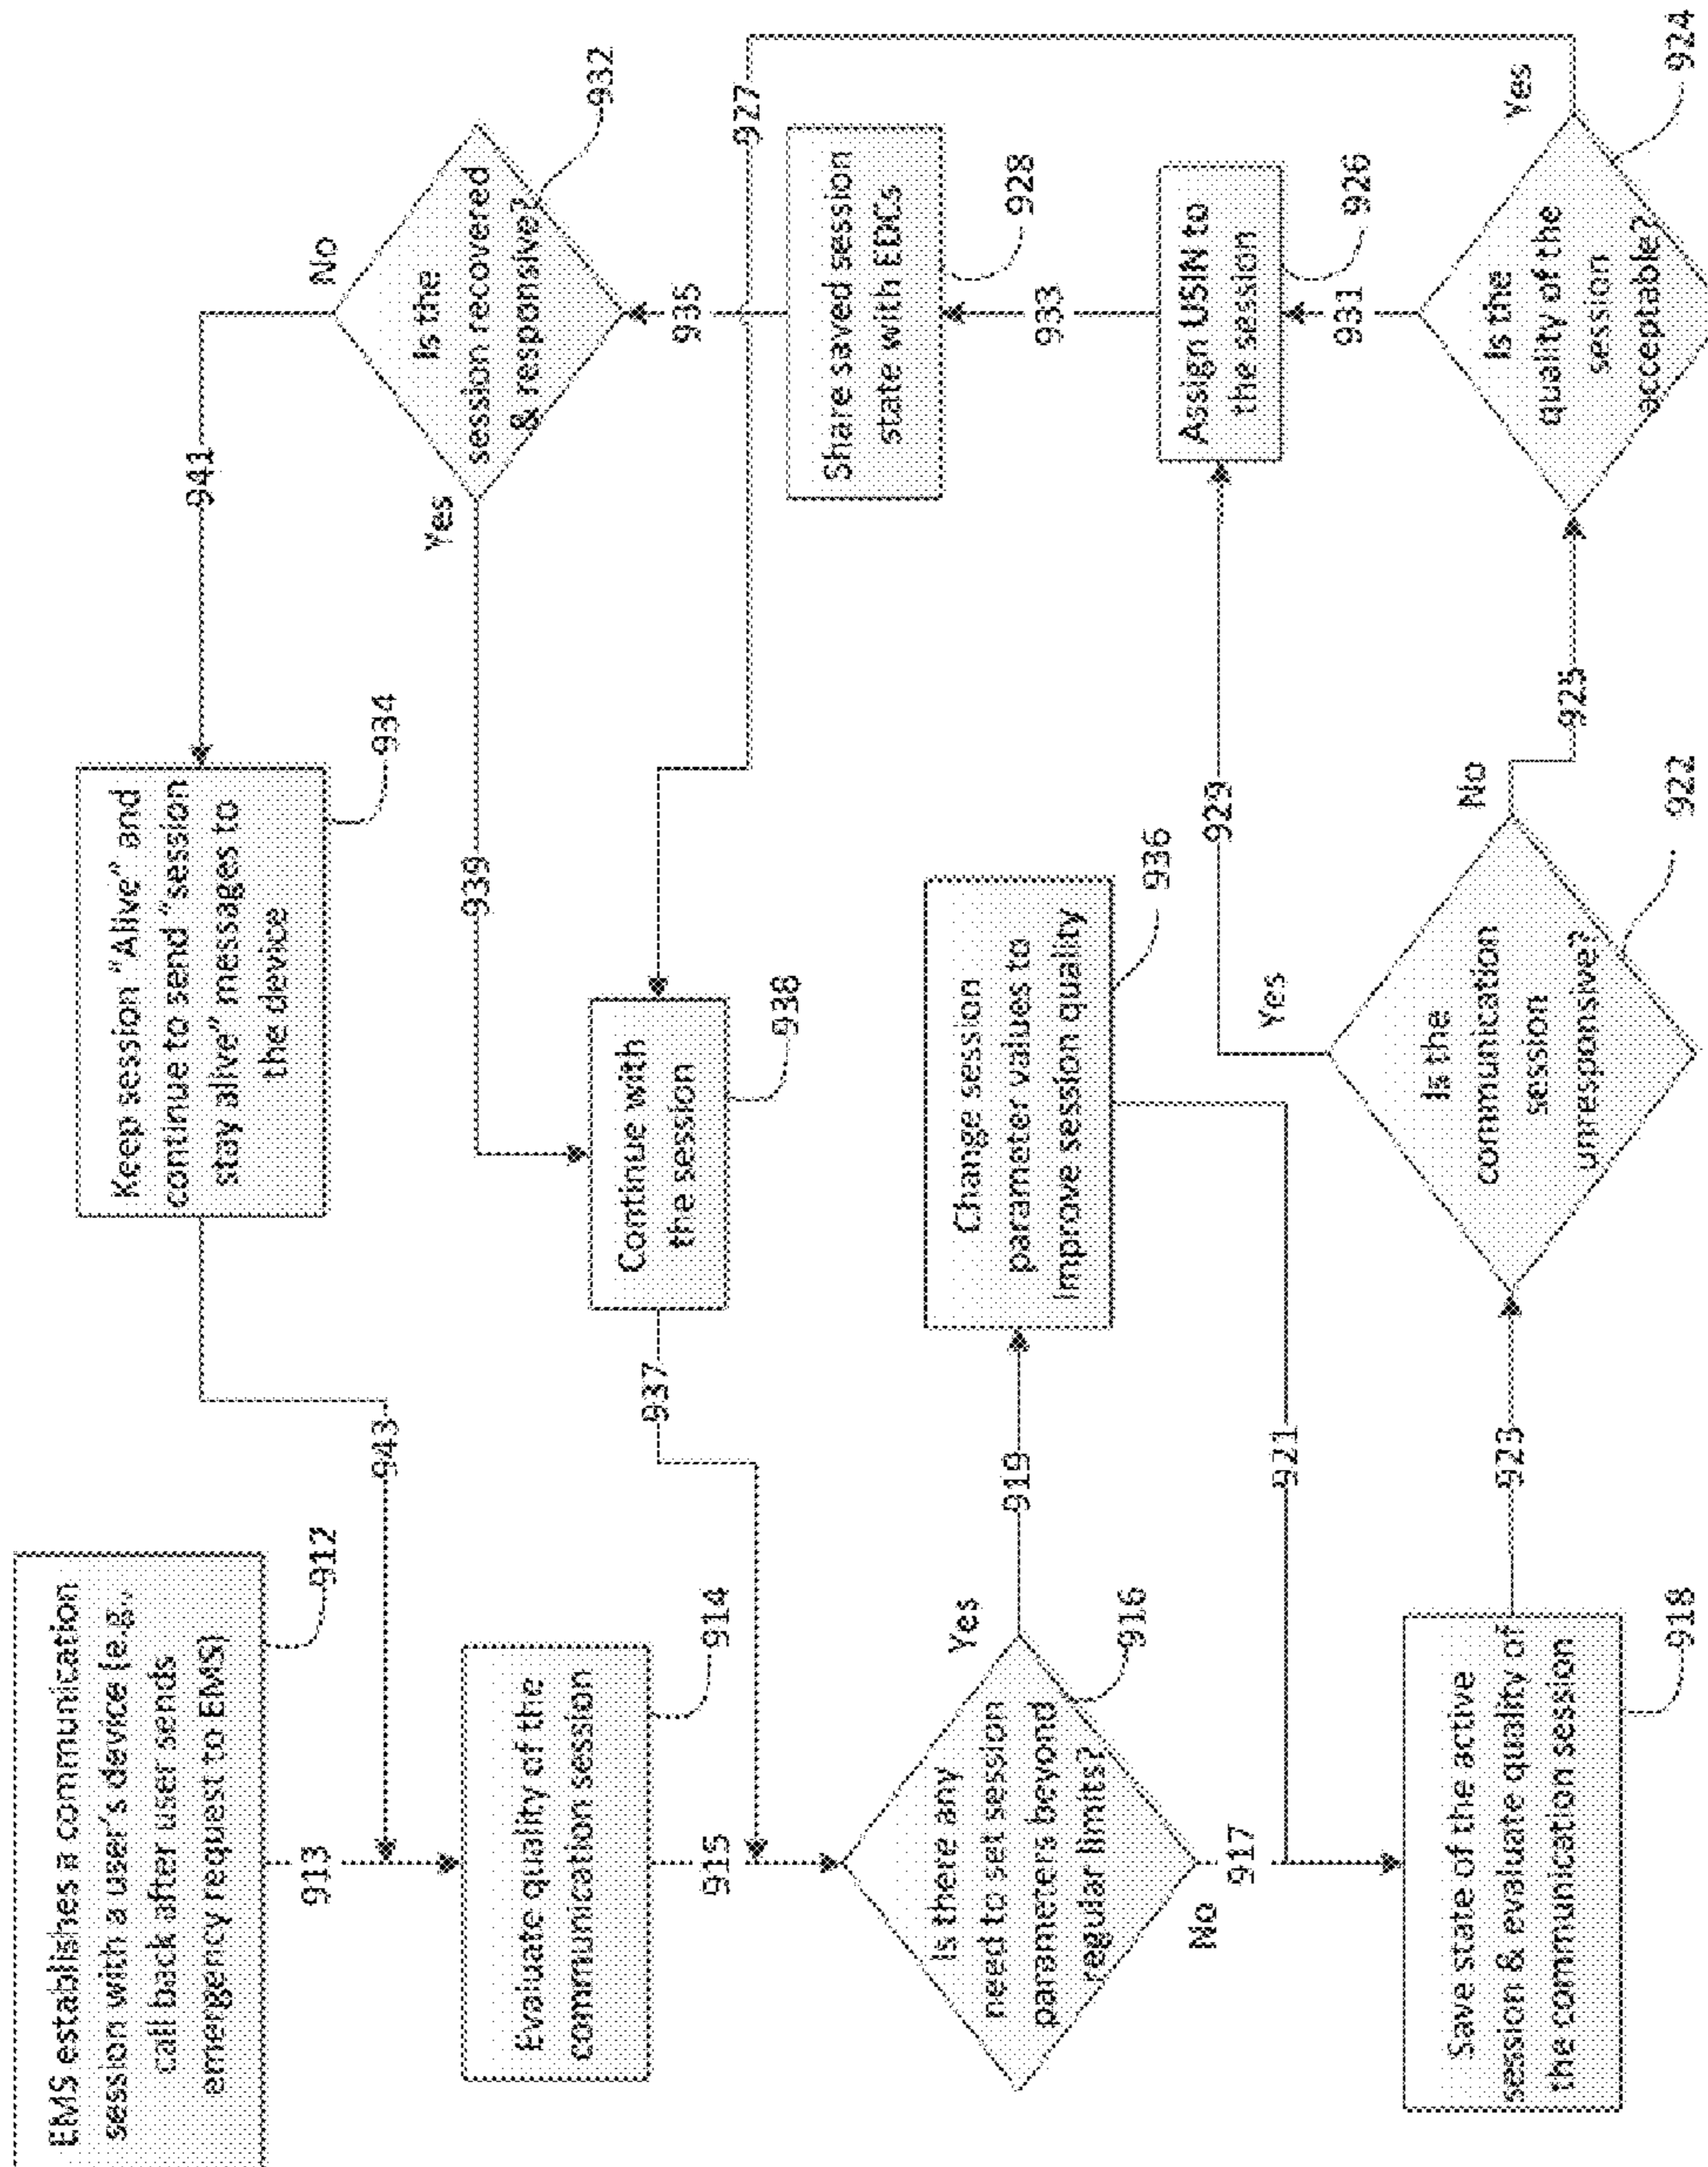 EMS establishes a communication
session with a user's device (e.g.,
call back after user sends
emergency request to EMS)
912
913
Evaluate quality of the
communication session
914
915
Is there any
need to set session
parameters beyond
regular limits?
916
Yes
919
No
917
Save state of the active
session & evaluate quality of
the communication session
918
Keep session "Alive" and
continue to send "session
stay alive" messages to
the device
934
943
Continue with
the session
938
937
939
Change session
parameter values to
improve session quality
936
921
923
Is the
communication
session
unresponsive?
922
Yes
929
No
925
Is the
session recovered
& responsive?
932
No
941
Yes
935
927
Share saved session
state with EDCs
928
933
Assign USIN to
the session
926
931
Is the
quality of the
session
acceptable?
924
Yes